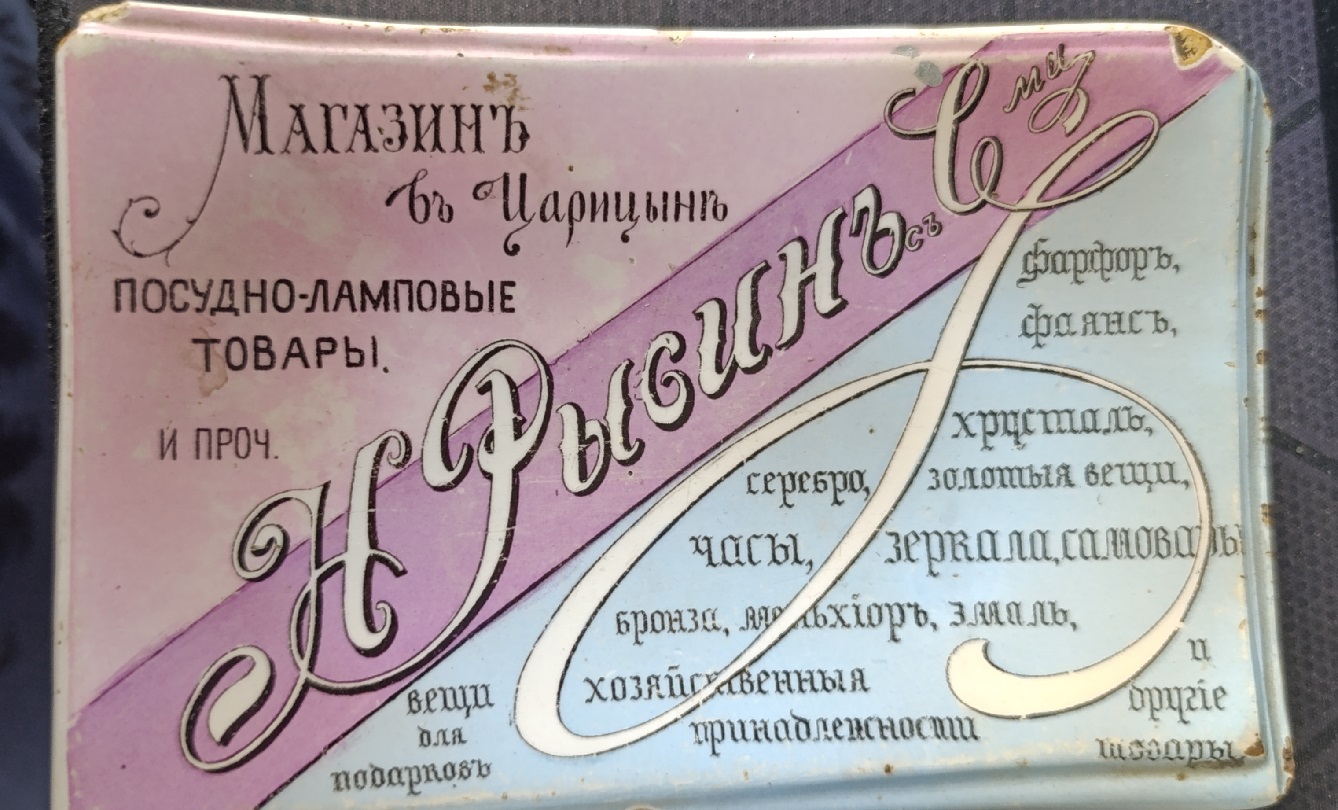 Магазинъ
въ Царицынѣ
ПОСУДНО-ЛАМПОВЫЕ
ТОВАРЫ.
И ПРОЧ.
Н Рысинъ съ Сми
фарфоръ,
фаянсъ,
хрусталь,
серебро, золотыя вещи,
часы, зеркала, самовары
бронза, мельхіоръ, эмаль,
хозяйственныя
принадлежности
вещи
для
подарковъ
и
другіе
товары